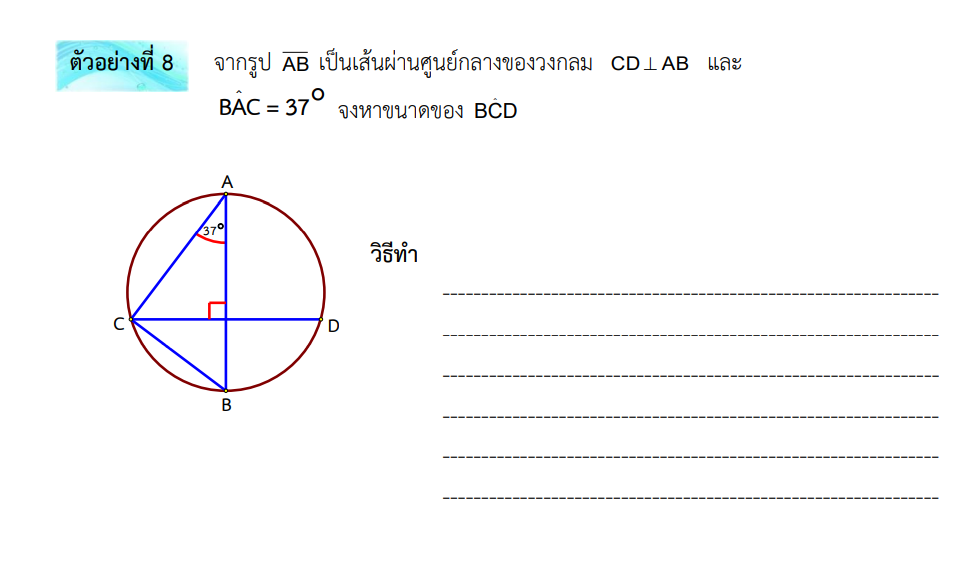 ตัวอย่างที่ 8 จากรูป A̅B̅ เป็นเส้นผ่านศูนย์กลางของวงกลม CD ⊥ AB และ
BÂC = 37° จงหาขนาดของ BĈD
A
37°
วิธีทำ
C
D
B